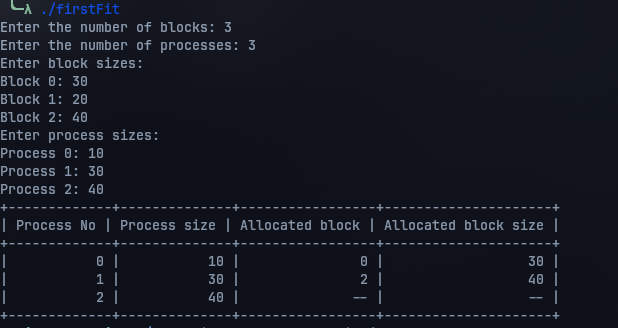 ╰─λ ./firstFit
Enter the number of blocks: 3
Enter the number of processes: 3
Enter block sizes:
Block 0: 30
Block 1: 20
Block 2: 40
Enter process sizes:
Process 0: 10
Process 1: 30
Process 2: 40
+-------------+--------------+-----------------+----------------------+
| Process No | Process size | Allocated block | Allocated block size |
+-------------+--------------+-----------------+----------------------+
|           0 |           10 |               0 |                   30 |
|           1 |           30 |               2 |                   40 |
|           2 |           40 |              -- |                   -- |
+-------------+--------------+-----------------+----------------------+